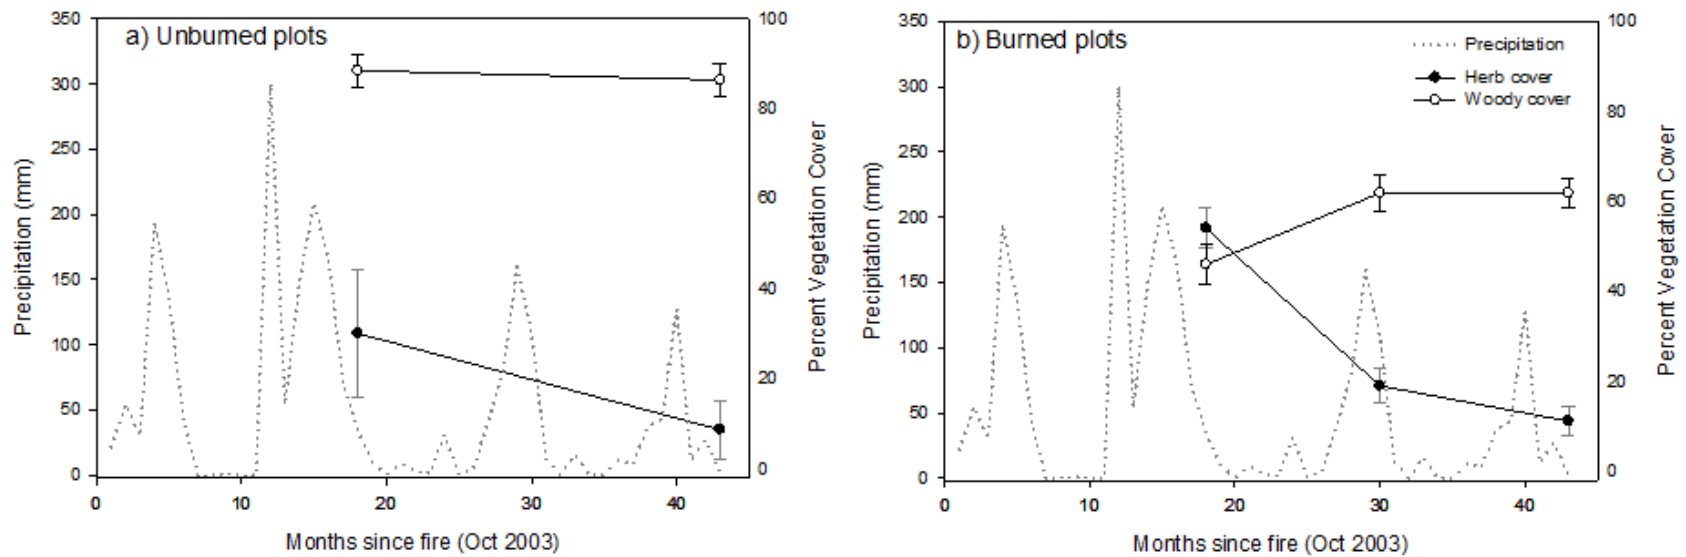 a) Unburned plots
350
300
250
200
150
100
50
0
Precipitation (mm)
100
80
60
40
20
0
Percent Vegetation Cover
0 10 20 30 40
Months since fire (Oct 2003)
b) Burned plots
Precipitation
Herb cover
Woody cover
350
300
250
200
150
100
50
0
Precipitation (mm)
100
80
60
40
20
0
Percent Vegetation Cover
0 10 20 30 40
Months since fire (Oct 2003)